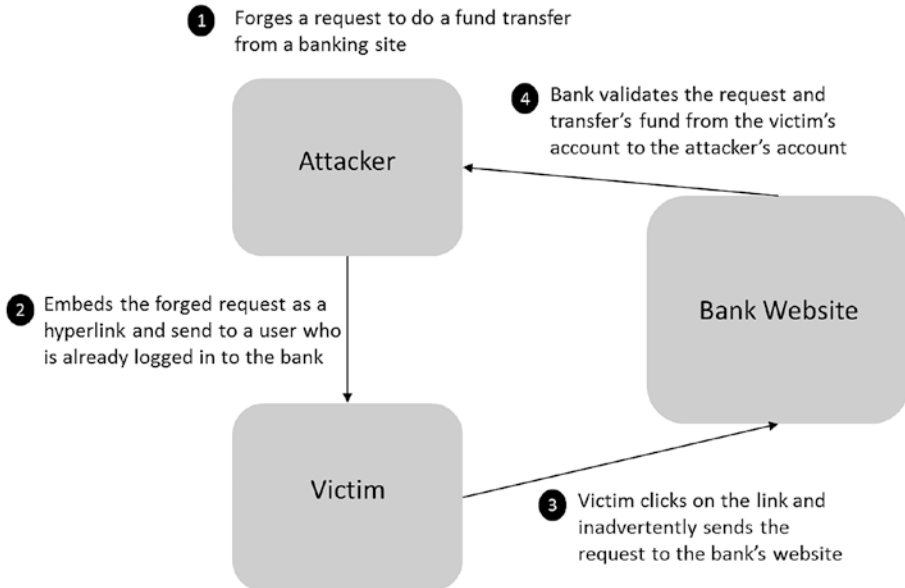 1 Forges a request to do a fund transfer
from a banking site
Attacker
4 Bank validates the request and
transfer's fund from the victim's
account to the attacker's account
Bank Website
2 Embeds the forged request as a
hyperlink and send to a user who
is already logged in to the bank
Victim
3 Victim clicks on the link and
inadvertently sends the
request to the bank's website